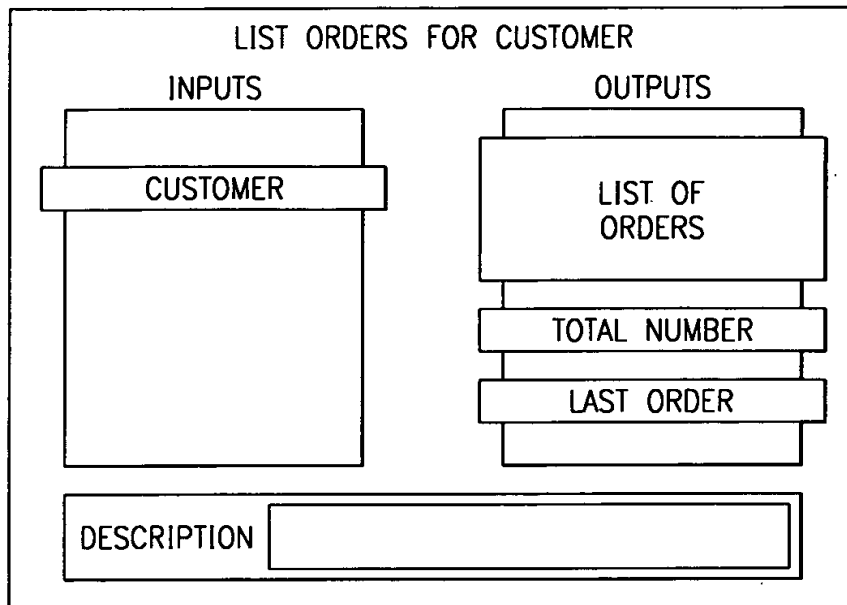 LIST ORDERS FOR CUSTOMER
INPUTS
CUSTOMER
OUTPUTS
LIST OF
ORDERS
TOTAL NUMBER
LAST ORDER
DESCRIPTION